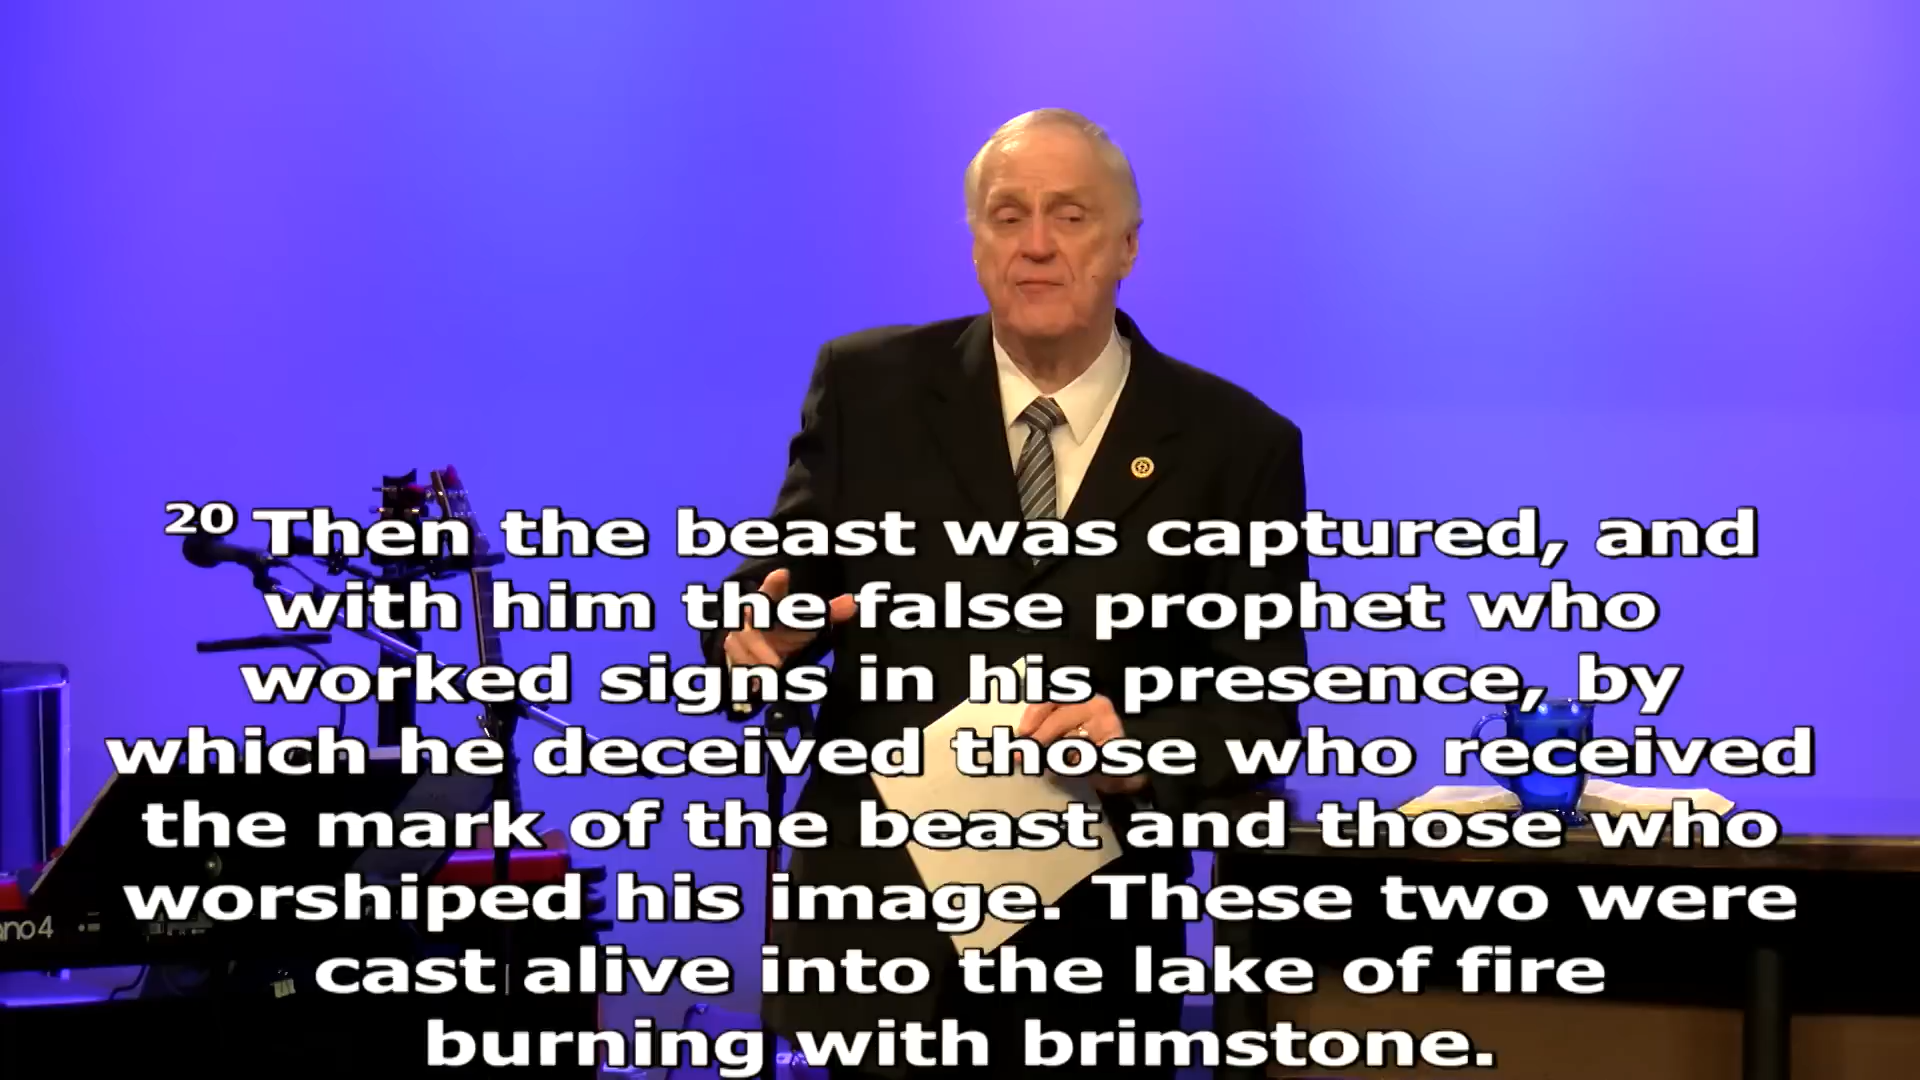 20 Then the beast was captured, and
with him the false prophet who
worked signs in his presence, by
which he deceived those who received
the mark of the beast and those who
worshiped his image. These two were
cast alive into the lake of fire
burning with brimstone.
ano4